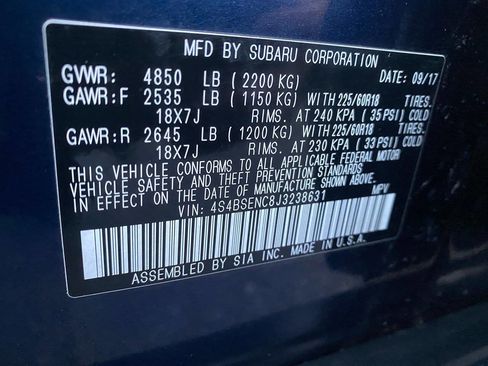 MFD BY SUBARU CORPORATION
DATE: 09/17
GVWR: 4850 LB (2200 KG)
GAWR:F 2535 LB (1150 KG) WITH 225/60R18 TIRES.
18X7J RIMS. AT 240 KPA (35 PSI) COLD
GAWR:R 2645 LB (1200 KG) WITH 225/60R18 TIRES.
18X7J RIMS. AT 230 KPA (33 PSI) COLD
THIS VEHICLE CONFORMS TO ALL APPLICABLE FEDERAL MOTOR
VEHICLE SAFETY AND THEFT PREVENTION STANDARDS
IN EFFECT ON THE DATE OF MANUFACTURE SHOWN ABOVE.
VIN: 4S4BSENC8J3238631 MPV
ASSEMBLED BY SIA INC. MADE IN U.S.A.